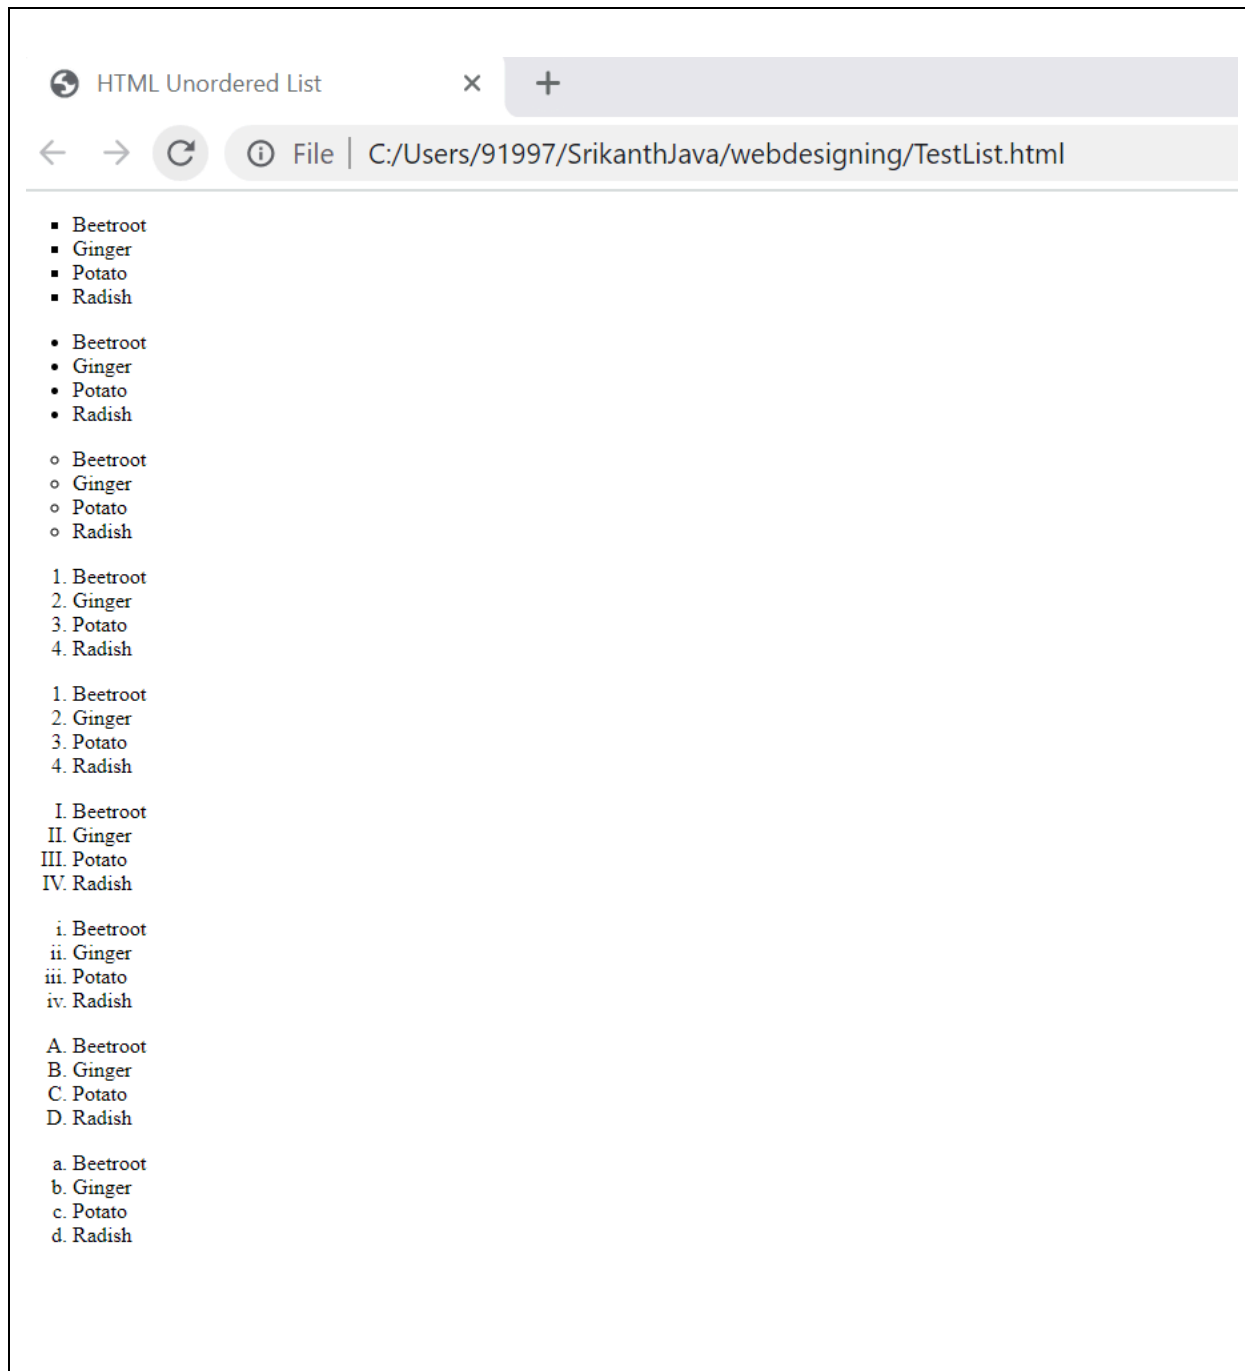 HTML Unordered List
File | C:/Users/91997/SrikanthJava/webdesigning/TestList.html
▪ Beetroot
▪ Ginger
▪ Potato
▪ Radish
• Beetroot
• Ginger
• Potato
• Radish
○ Beetroot
○ Ginger
○ Potato
○ Radish
1. Beetroot
2. Ginger
3. Potato
4. Radish
1. Beetroot
2. Ginger
3. Potato
4. Radish
I. Beetroot
II. Ginger
III. Potato
IV. Radish
i. Beetroot
ii. Ginger
iii. Potato
iv. Radish
A. Beetroot
B. Ginger
C. Potato
D. Radish
a. Beetroot
b. Ginger
c. Potato
d. Radish